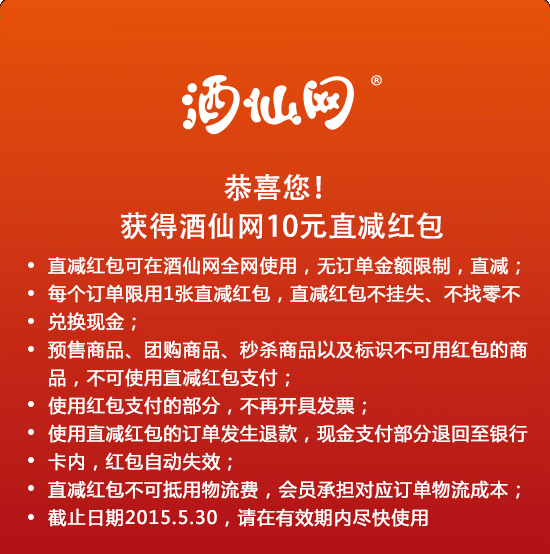 酒仙网®
恭喜您！
获得酒仙网10元直减红包
• 直减红包可在酒仙网全网使用，无订单金额限制，直减；
• 每个订单限用1张直减红包，直减红包不挂失、不找零不
• 兑换现金；
• 预售商品、团购商品、秒杀商品以及标识不可用红包的商
品，不可使用直减红包支付；
• 使用红包支付的部分，不再开具发票；
• 使用直减红包的订单发生退款，现金支付部分退回至银行
• 卡内，红包自动失效；
• 直减红包不可抵用物流费，会员承担对应订单物流成本；
• 截止日期2015.5.30，请在有效期内尽快使用